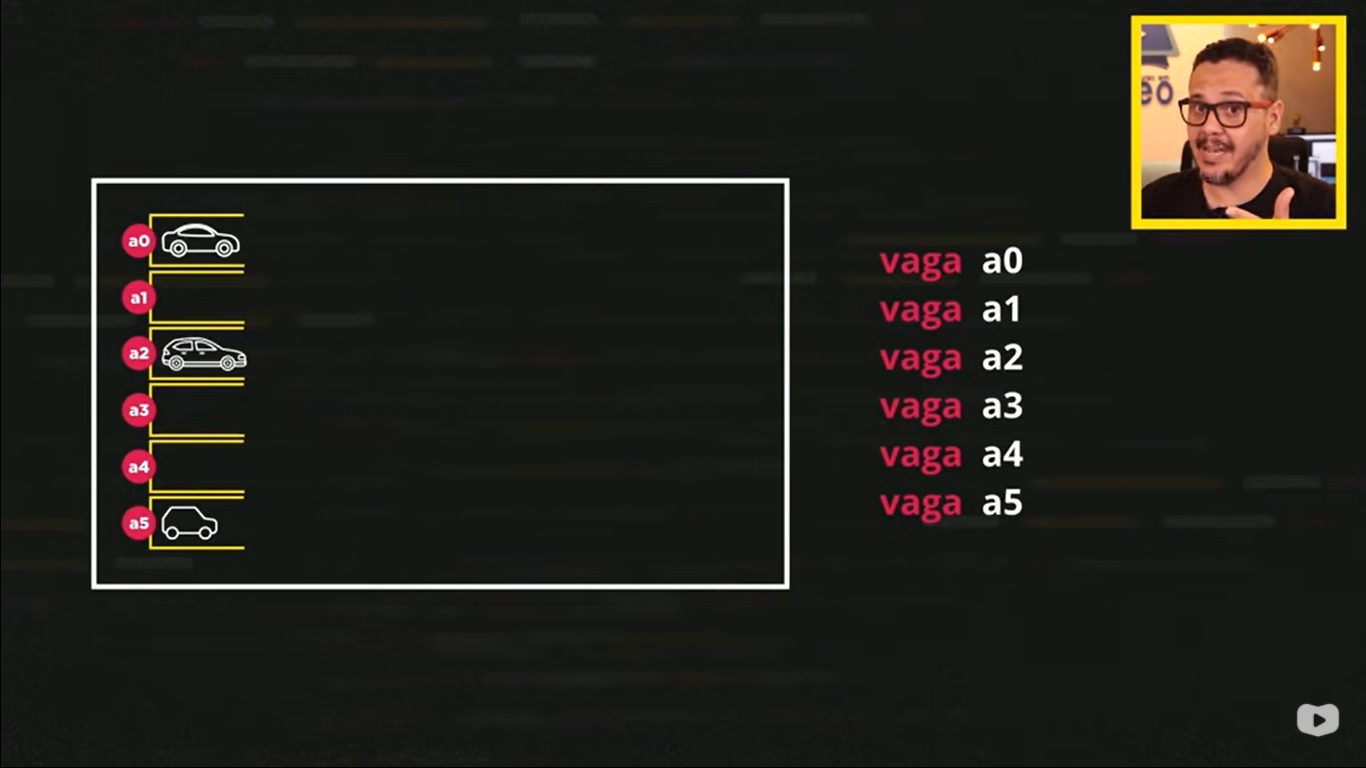 a0
a1
a2
a3
a4
a5
vaga a0
vaga a1
vaga a2
vaga a3
vaga a4
vaga a5